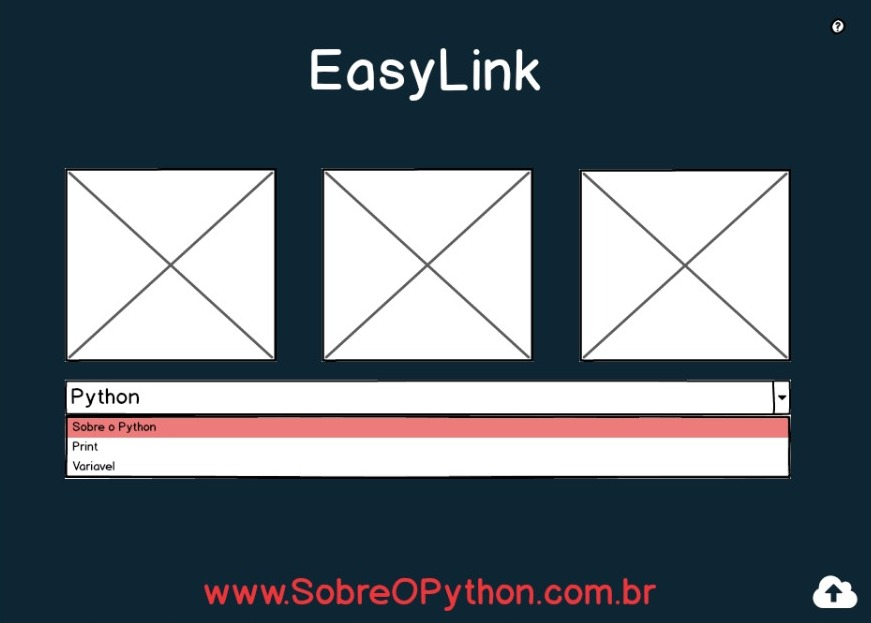 ?
EasyLink
Python
Sobre o Python
Print
Variavel
www.SobreOPython.com.br